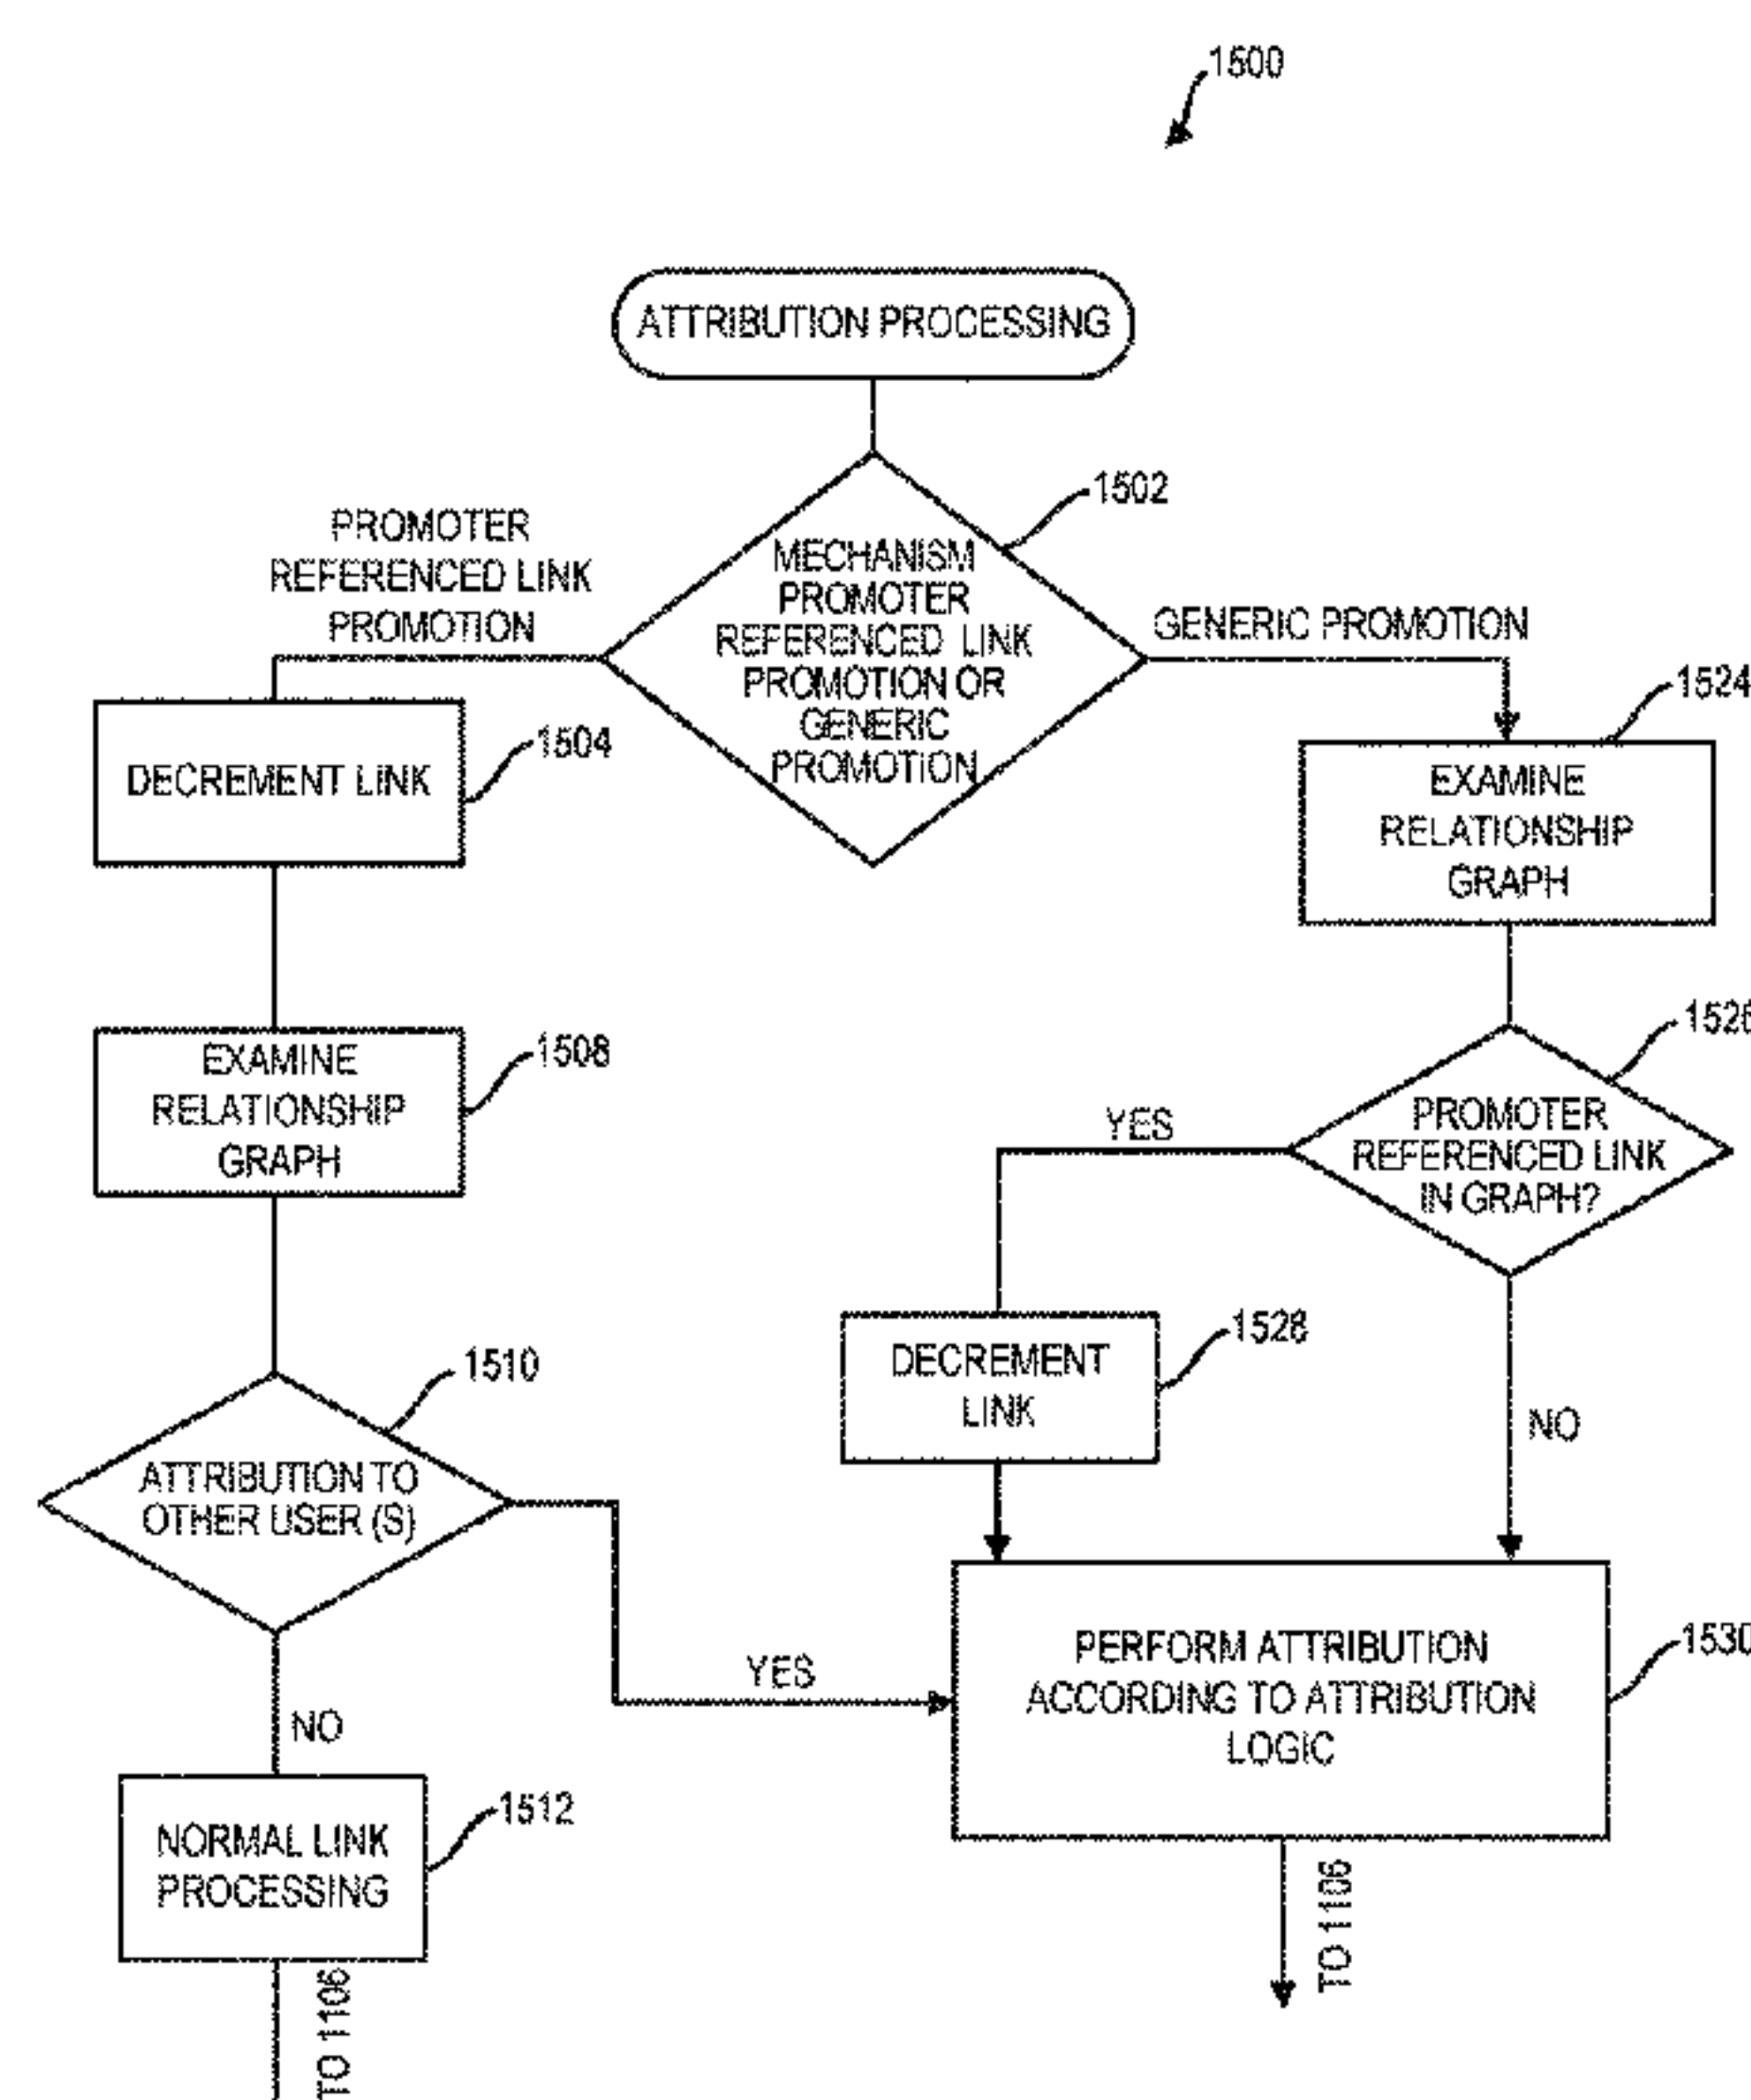 1500
ATTRIBUTION PROCESSING
1502
MECHANISM
PROMOTER
REFERENCED LINK
PROMOTION OR
GENERIC
PROMOTION
PROMOTER
REFERENCED LINK
PROMOTION
GENERIC PROMOTION
1504
DECREMENT LINK
1524
EXAMINE
RELATIONSHIP
GRAPH
1508
EXAMINE
RELATIONSHIP
GRAPH
1526
PROMOTER
REFERENCED LINK
IN GRAPH?
YES
1528
DECREMENT
LINK
NO
1510
ATTRIBUTION TO
OTHER USER (S)
YES
1530
PERFORM ATTRIBUTION
ACCORDING TO ATTRIBUTION
LOGIC
NO
1512
NORMAL LINK
PROCESSING
TO 1106
TO 1106